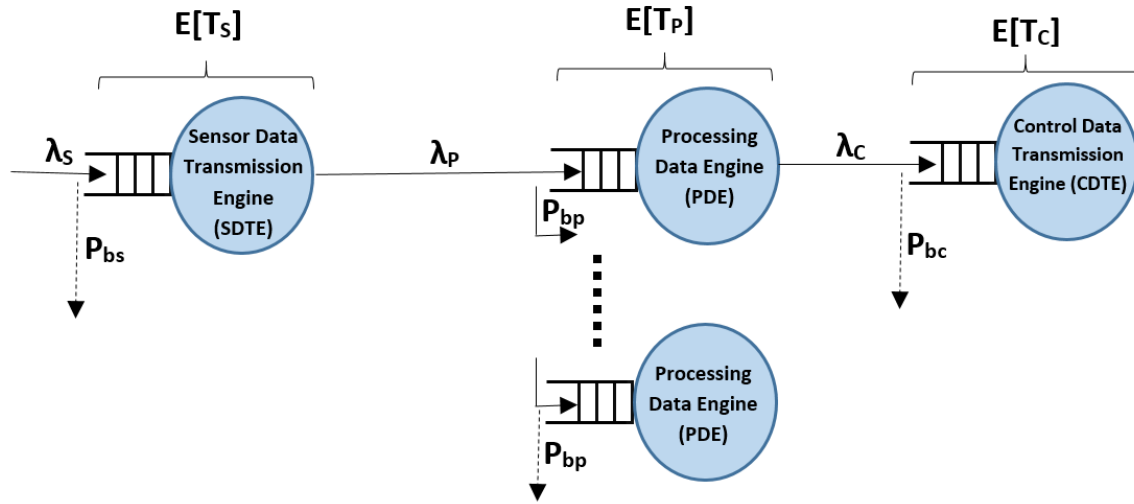 E[TS]
E[TP]
E[TC]
λS
Sensor Data
Transmission
Engine
(SDTE)
Pbs
λP
Processing
Data Engine
(PDE)
Pbp
λC
Control Data
Transmission
Engine (CDTE)
Pbc
Processing
Data Engine
(PDE)
Pbp